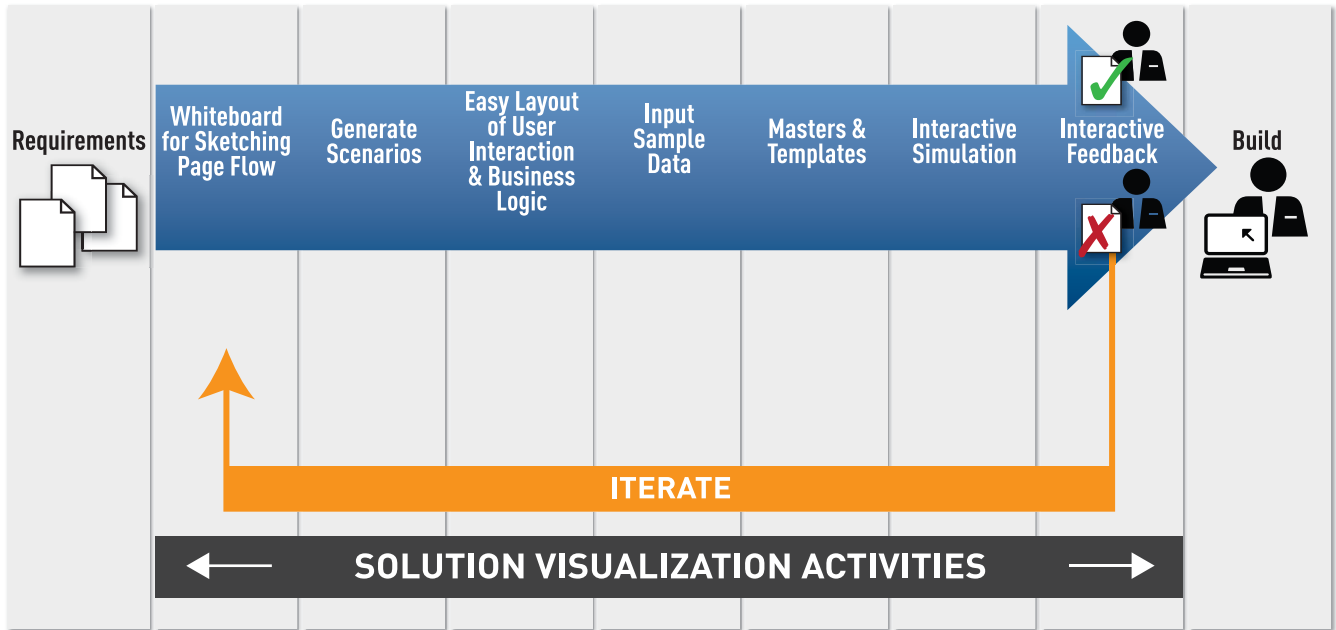 Requirements
Whiteboard
for Sketching
Page Flow
Generate
Scenarios
Easy Layout
of User
Interaction
& Business
Logic
Input
Sample
Data
Masters &
Templates
Interactive
Simulation
Interactive
Feedback
Build
ITERATE
SOLUTION VISUALIZATION ACTIVITIES